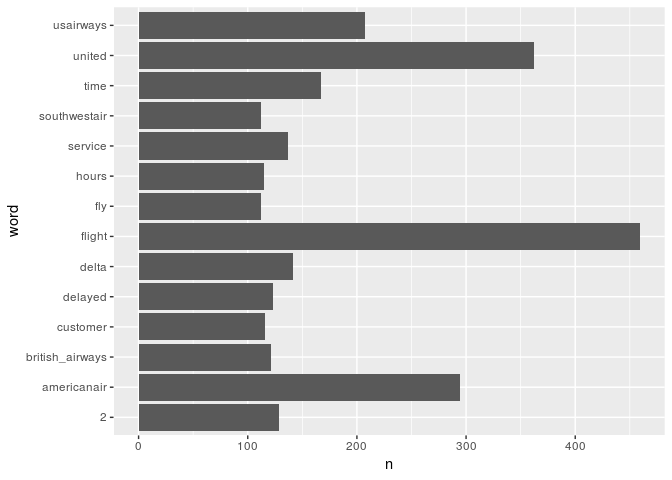 usairways
united
time
southwestair
service
hours
fly
flight
delta
delayed
customer
british_airways
americanair
2
word
0 100 200 300 400
n